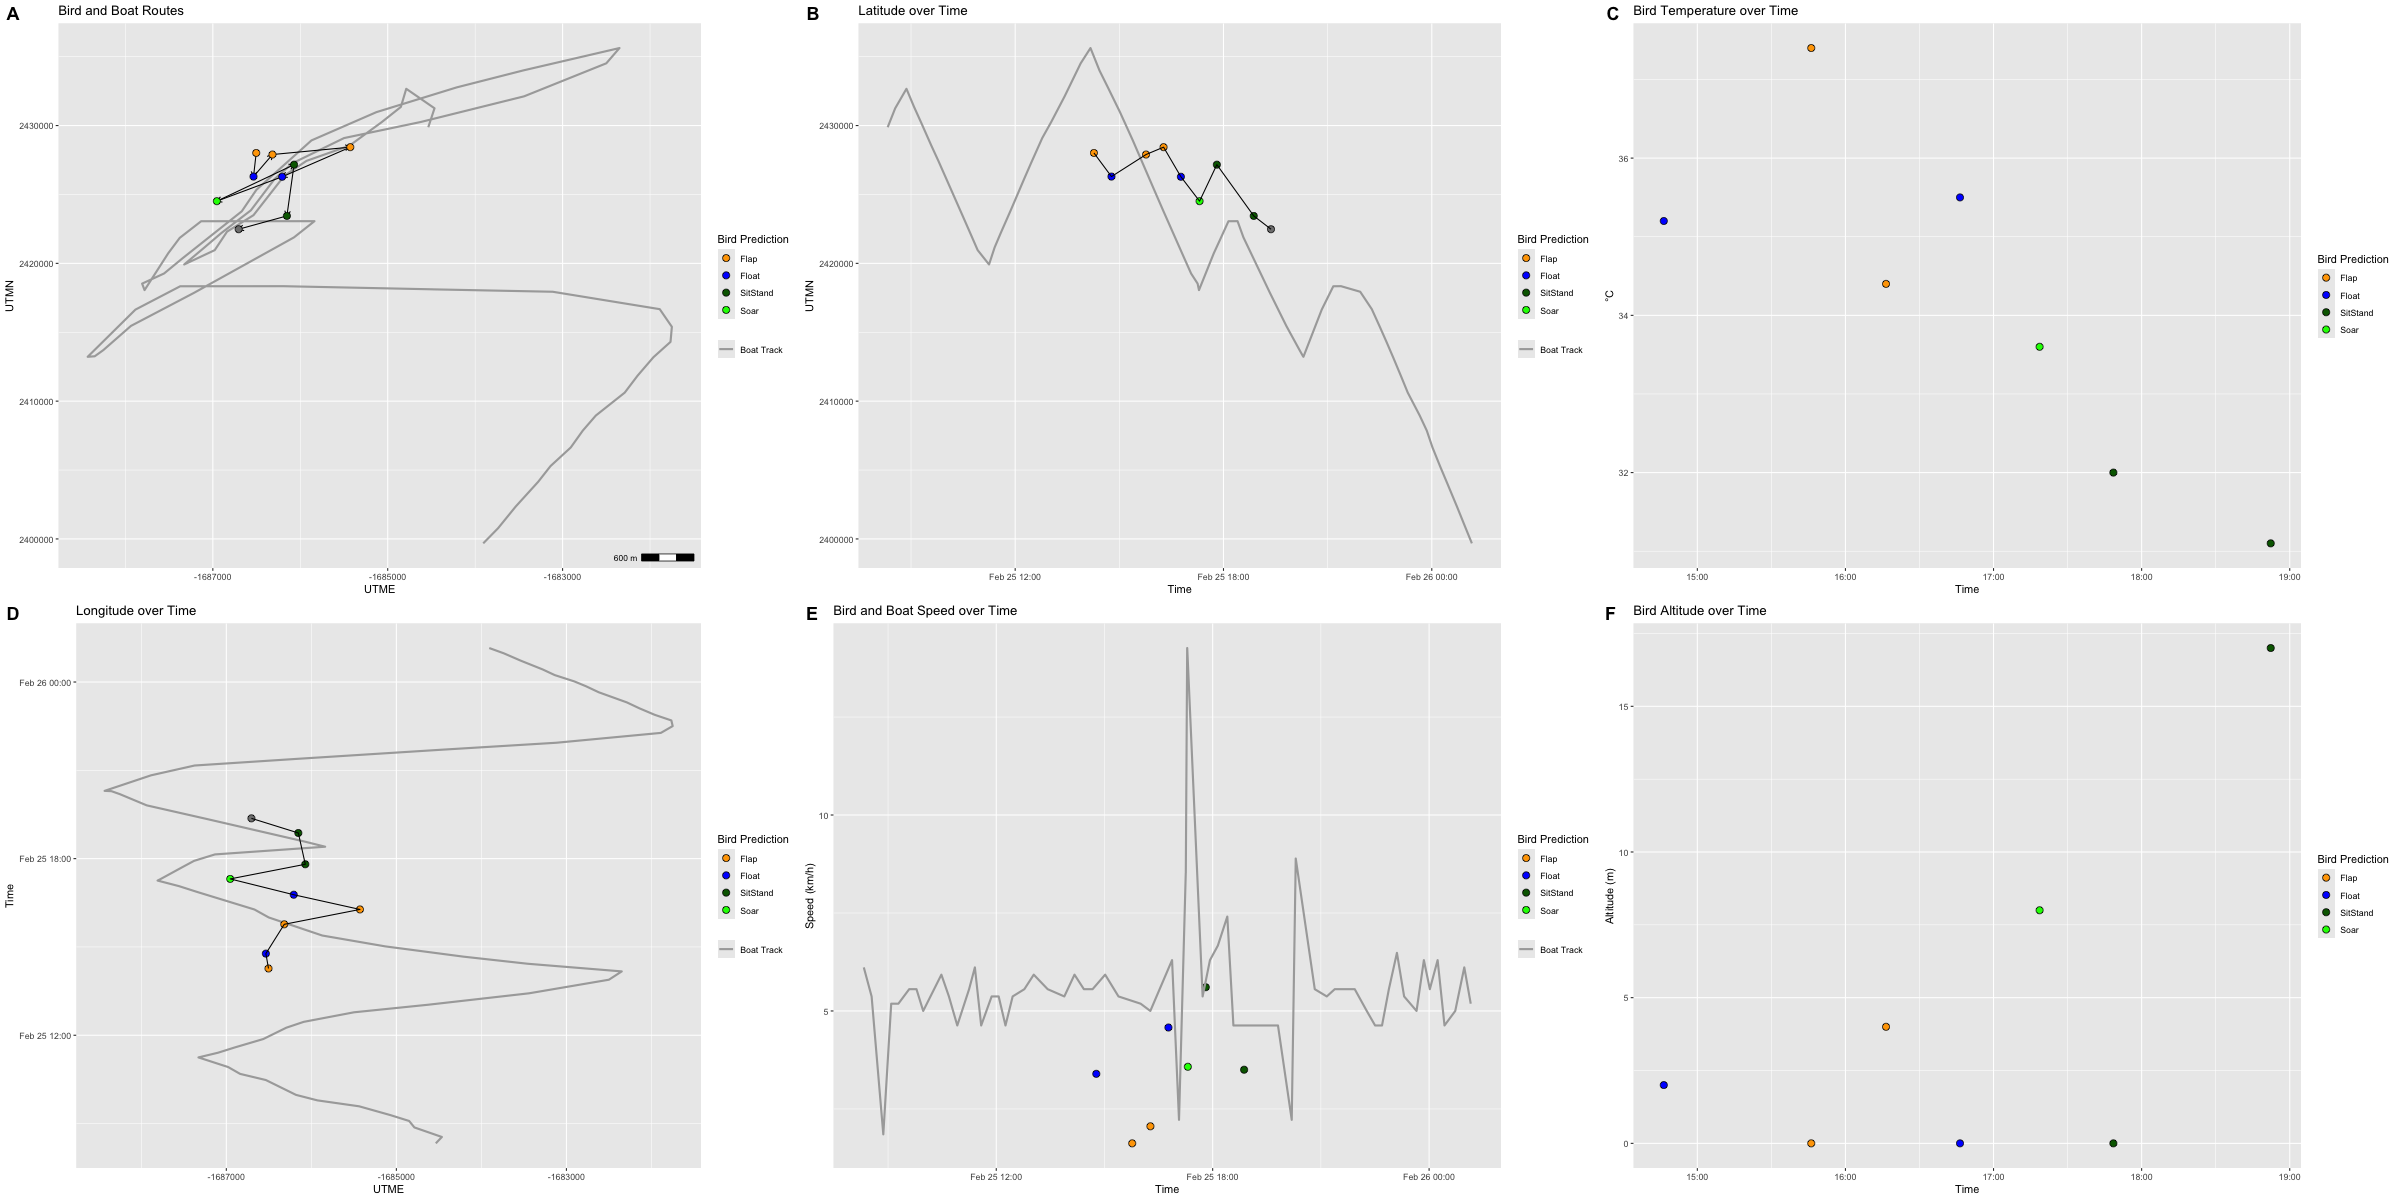 A Bird and Boat Routes
2430000
2420000
2410000
2400000
UTMN
-1687000 -1685000 -1683000
UTME
600 m
Bird Prediction
Flap
Float
SitStand
Soar
Boat Track
B Latitude over Time
2430000
2420000
2410000
2400000
UTMN
Feb 25 12:00 Feb 25 18:00 Feb 26 00:00
Time
Bird Prediction
Flap
Float
SitStand
Soar
Boat Track
C Bird Temperature over Time
36
34
32
°C
15:00 16:00 17:00 18:00 19:00
Time
Bird Prediction
Flap
Float
SitStand
Soar
D Longitude over Time
Feb 26 00:00
Feb 25 18:00
Feb 25 12:00
Time
-1687000 -1685000 -1683000
UTME
Bird Prediction
Flap
Float
SitStand
Soar
Boat Track
E Bird and Boat Speed over Time
10
5
Speed (km/h)
Feb 25 12:00 Feb 25 18:00 Feb 26 00:00
Time
Bird Prediction
Flap
Float
SitStand
Soar
Boat Track
F Bird Altitude over Time
15
10
5
0
Altitude (m)
15:00 16:00 17:00 18:00 19:00
Time
Bird Prediction
Flap
Float
SitStand
Soar